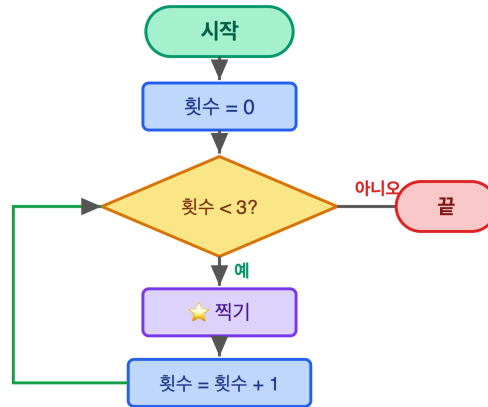 시작
횟수 = 0
횟수 < 3?
아니오
끝
예
⭐ 찍기
횟수 = 횟수 + 1